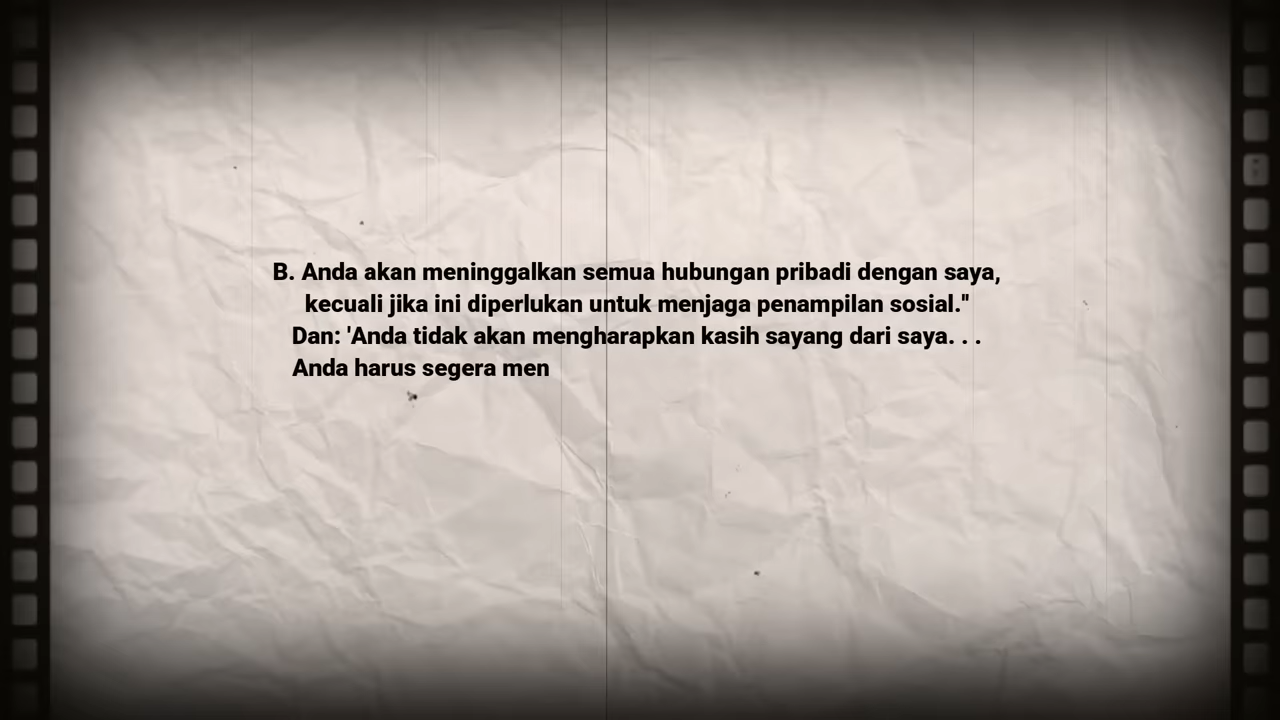 B. Anda akan meninggalkan semua hubungan pribadi dengan saya,
kecuali jika ini diperlukan untuk menjaga penampilan sosial."
Dan: 'Anda tidak akan mengharapkan kasih sayang dari saya. . .
Anda harus segera men